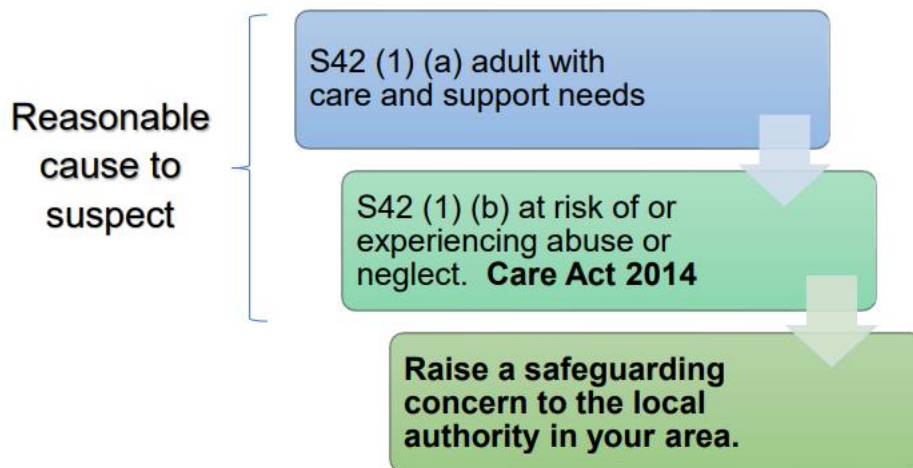 Reasonable
cause to
suspect
S42 (1) (a) adult with
care and support needs
S42 (1) (b) at risk of or
experiencing abuse or
neglect. Care Act 2014
Raise a safeguarding
concern to the local
authority in your area.